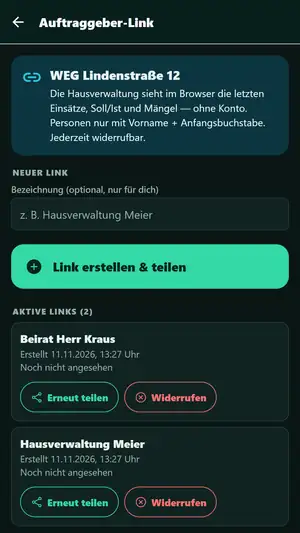 Auftraggeber-Link
WEG Lindenstraße 12
Die Hausverwaltung sieht im Browser die letzten
Einsätze, Soll/Ist und Mängel — ohne Konto.
Personen nur mit Vorname + Anfangsbuchstabe.
Jederzeit widerrufbar.
NEUER LINK
Bezeichnung (optional, nur für dich)
z. B. Hausverwaltung Meier
Link erstellen & teilen
AKTIVE LINKS (2)
Beirat Herr Kraus
Erstellt 11.11.2026, 13:27 Uhr
Noch nicht angesehen
Erneut teilen
Widerrufen
Hausverwaltung Meier
Erstellt 11.11.2026, 13:27 Uhr
Noch nicht angesehen
Erneut teilen
Widerrufen